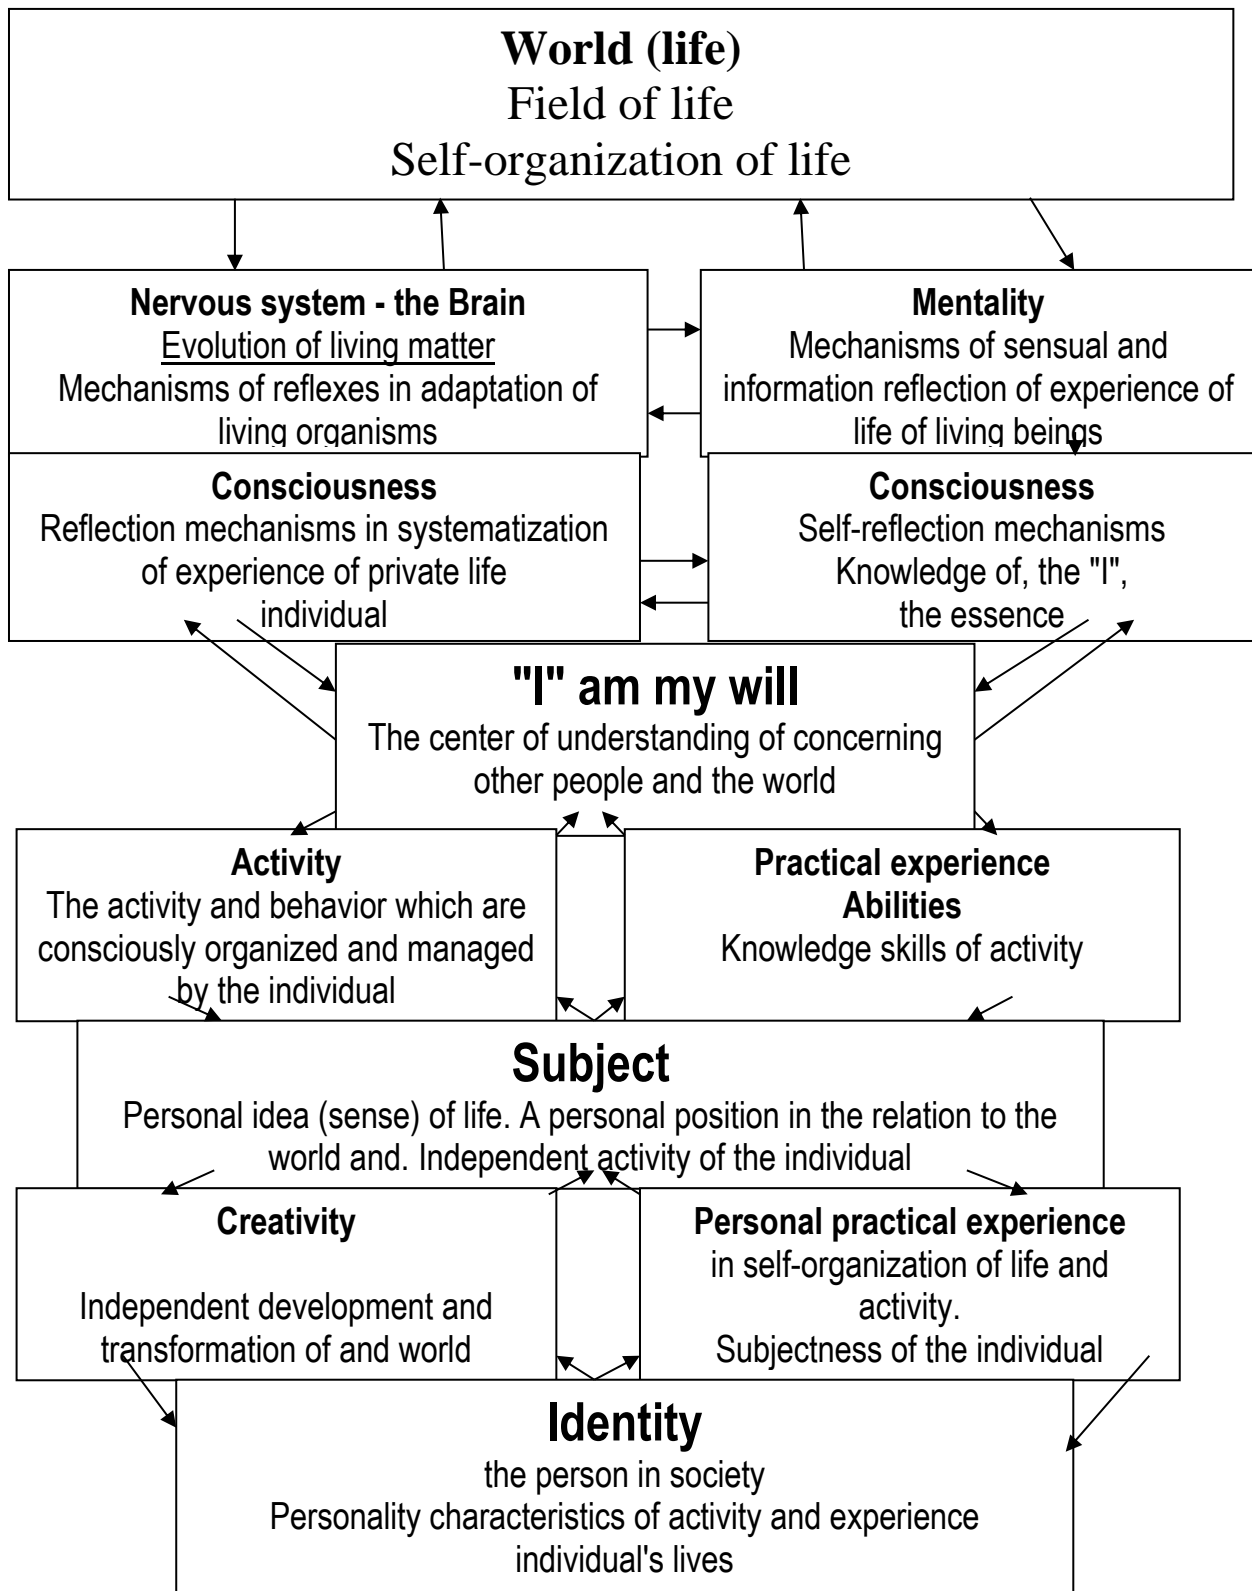 World (life)
Field of life
Self-organization of life
Nervous system - the Brain
Evolution of living matter
Mechanisms of reflexes in adaptation of
living organisms
Mentality
Mechanisms of sensual and
information reflection of experience of
life of living beings
Consciousness
Reflection mechanisms in systematization
of experience of private life
individual
Consciousness
Self-reflection mechanisms
Knowledge of, the "I",
the essence
"I" am my will
The center of understanding of concerning
other people and the world
Activity
The activity and behavior which are
consciously organized and managed
by the individual
Practical experience
Abilities
Knowledge skills of activity
Subject
Personal idea (sense) of life. A personal position in the relation to the
world and. Independent activity of the individual
Creativity
Independent development and
transformation of and world
Personal practical experience
in self-organization of life and
activity.
Subjectness of the individual
Identity
the person in society
Personality characteristics of activity and experience
individual's lives